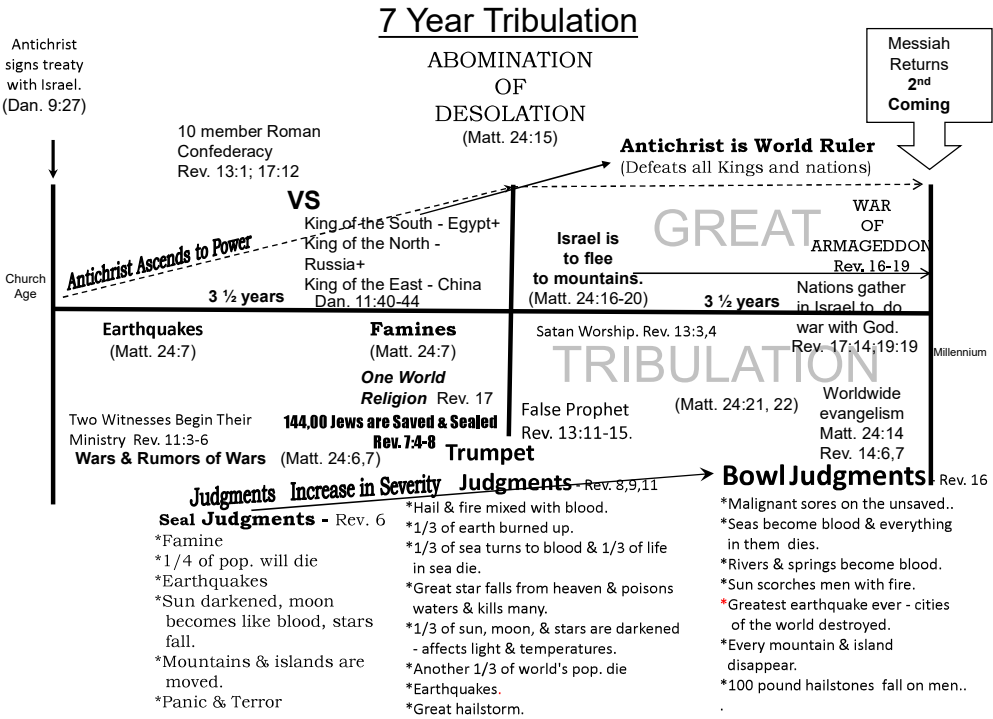 7 Year Tribulation
Antichrist
signs treaty
with Israel.
(Dan. 9:27)
ABOMINATION
OF
DESOLATION
(Matt. 24:15)
Messiah
Returns
2nd
Coming
10 member Roman
Confederacy
Rev. 13:1; 17:12
VS
King of the South - Egypt+
King of the North -
Russia+
King of the East - China
Dan. 11:40-44
Antichrist is World Ruler
(Defeats all Kings and nations)
Antichrist Ascends to Power
Church
Age
3 ½ years
GREAT
TRIBULATION
Israel is
to flee
to mountains.
(Matt. 24:16-20)
3 ½ years
WAR
OF
ARMAGEDDON
Rev. 16-19
Nations gather
in Israel to do
war with God.
Rev. 17:14;19:19
Millennium
Earthquakes
(Matt. 24:7)
Famines
(Matt. 24:7)
One World
Religion Rev. 17
Two Witnesses Begin Their
Ministry Rev. 11:3-6
144,00 Jews are Saved & Sealed
Rev. 7:4-8
Wars & Rumors of Wars (Matt. 24:6,7)
Satan Worship. Rev. 13:3,4
False Prophet
Rev. 13:11-15.
(Matt. 24:21, 22)
Worldwide
evangelism
Matt. 24:14
Rev. 14:6,7
Judgments Increase in Severity
Seal Judgments - Rev. 6
*Famine
*1/4 of pop. will die
*Earthquakes
*Sun darkened, moon
becomes like blood, stars
fall.
*Mountains & islands are
moved.
*Panic & Terror
Trumpet
Judgments - Rev. 8,9,11
*Hail & fire mixed with blood.
*1/3 of earth burned up.
*1/3 of sea turns to blood & 1/3 of life
in sea die.
*Great star falls from heaven & poisons
waters & kills many.
*1/3 of sun, moon, & stars are darkened
- affects light & temperatures.
*Another 1/3 of world's pop. die
*Earthquakes.
*Great hailstorm.
Bowl Judgments - Rev. 16
*Malignant sores on the unsaved..
*Seas become blood & everything
in them dies.
*Rivers & springs become blood.
*Sun scorches men with fire.
*Greatest earthquake ever - cities
of the world destroyed.
*Every mountain & island
disappear.
*100 pound hailstones fall on men..
.